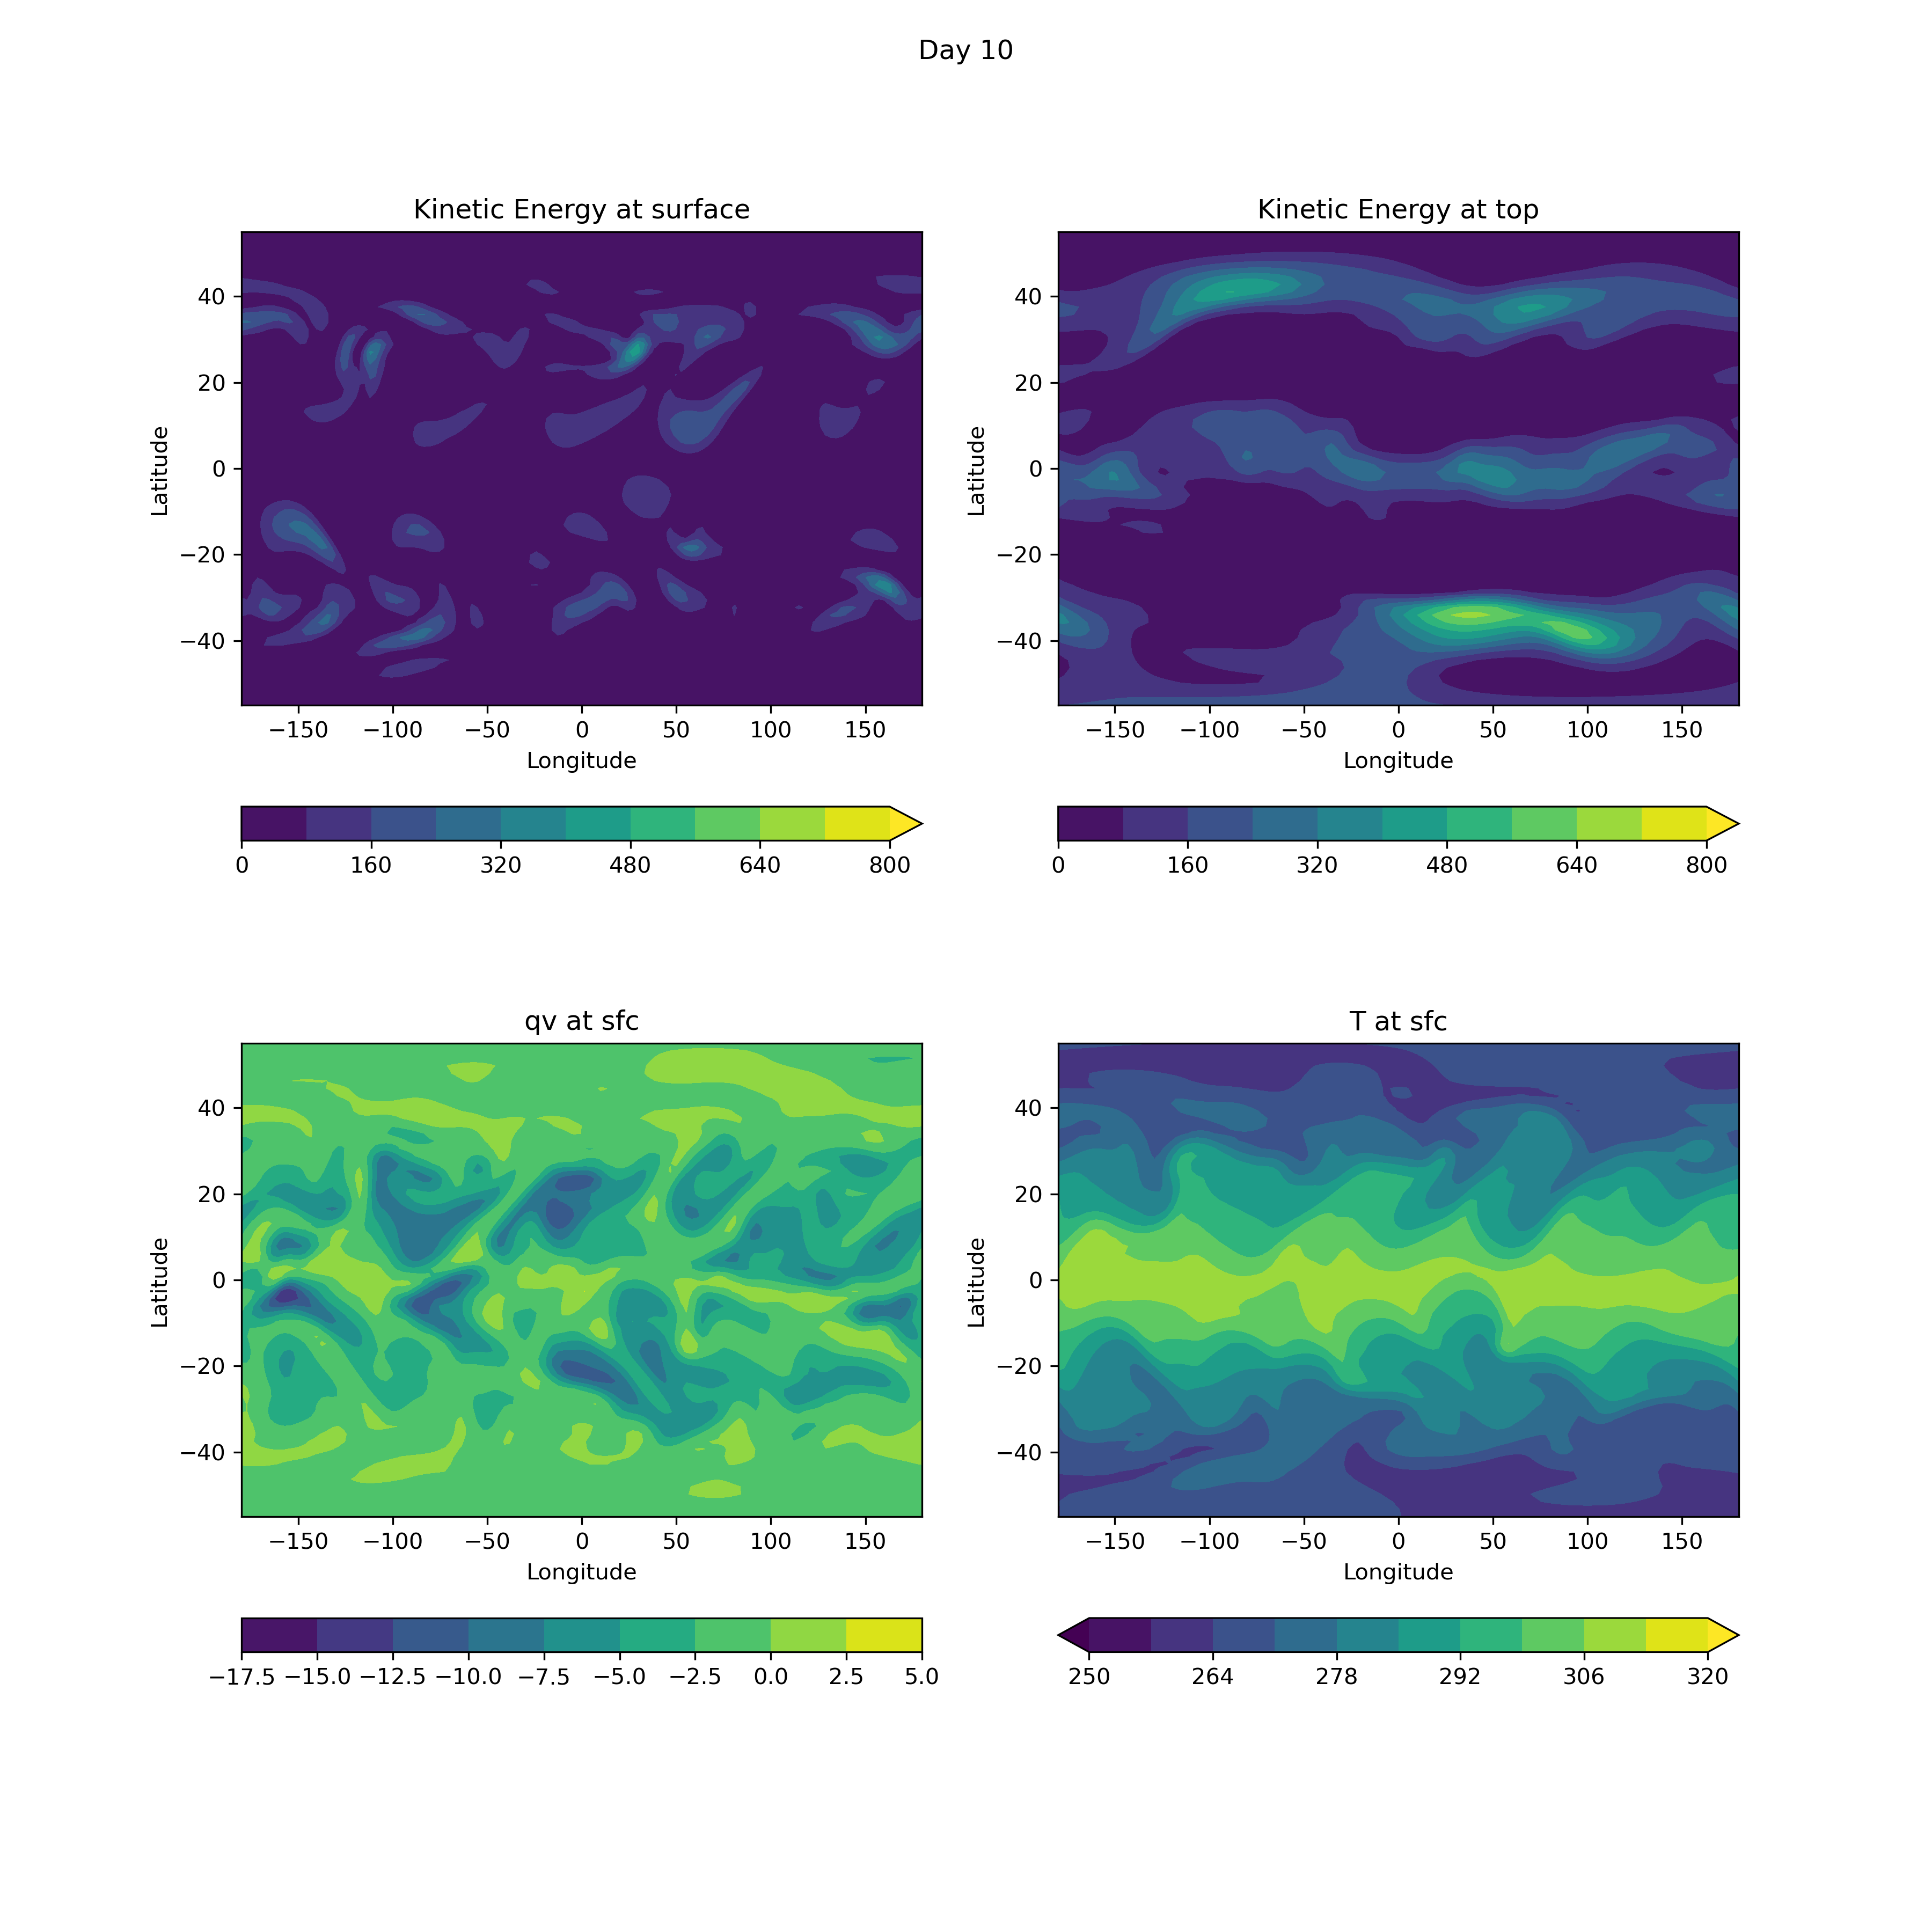 Day 10
Kinetic Energy at surface
Kinetic Energy at top
40
20
0
−20
−40
Latitude
−150 −100 −50 0 50 100 150
Longitude
0 160 320 480 640 800
40
20
0
−20
−40
Latitude
−150 −100 −50 0 50 100 150
Longitude
0 160 320 480 640 800
qv at sfc
T at sfc
40
20
0
−20
−40
Latitude
−150 −100 −50 0 50 100 150
Longitude
−17.5 −15.0 −12.5 −10.0 −7.5 −5.0 −2.5 0.0 2.5 5.0
40
20
0
−20
−40
Latitude
−150 −100 −50 0 50 100 150
Longitude
250 264 278 292 306 320